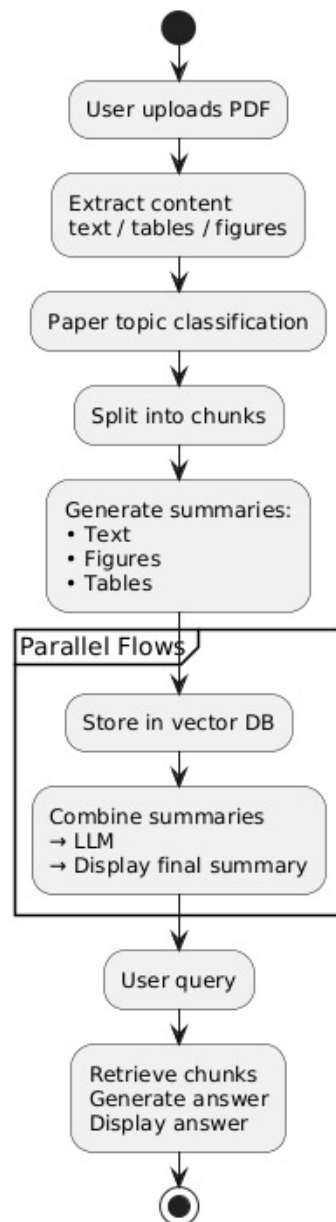 User uploads PDF
Extract content
text / tables / figures
Paper topic classification
Split into chunks
Generate summaries:
• Text
• Figures
• Tables
Parallel Flows
Store in vector DB
Combine summaries
→ LLM
→ Display final summary
User query
Retrieve chunks
Generate answer
Display answer